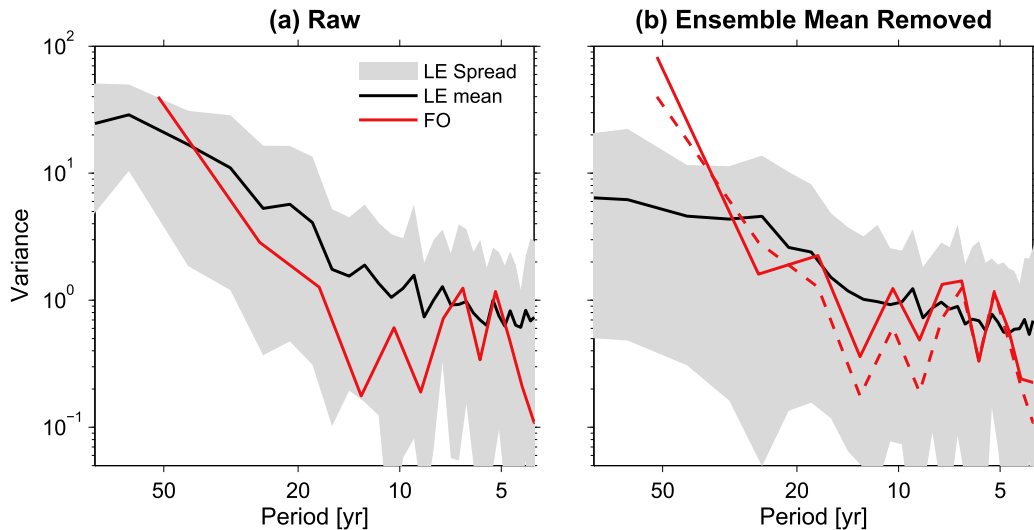 (a) Raw
(b) Ensemble Mean Removed
LE Spread
LE mean
FO
Variance
10^2
10^1
10^0
10^−1
50 20 10 5
Period [yr]
50 20 10 5
Period [yr]